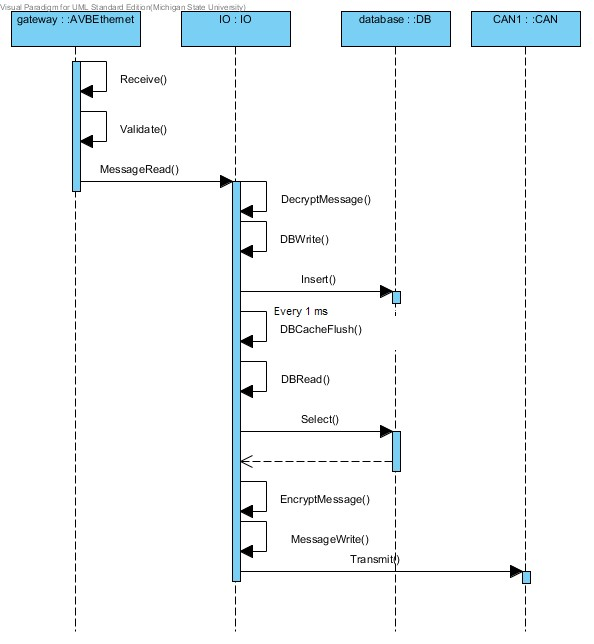 Visual Paradigm for UML Standard Edition(Michigan State University)
gateway : :AVBEthernet
IO : IO
database : :DB
CAN1 : :CAN
Receive()
Validate()
MessageRead()
DecryptMessage()
DBWrite()
Insert()
Every 1 ms
DBCacheFlush()
DBRead()
Select()
EncryptMessage()
MessageWrite()
Transmit()